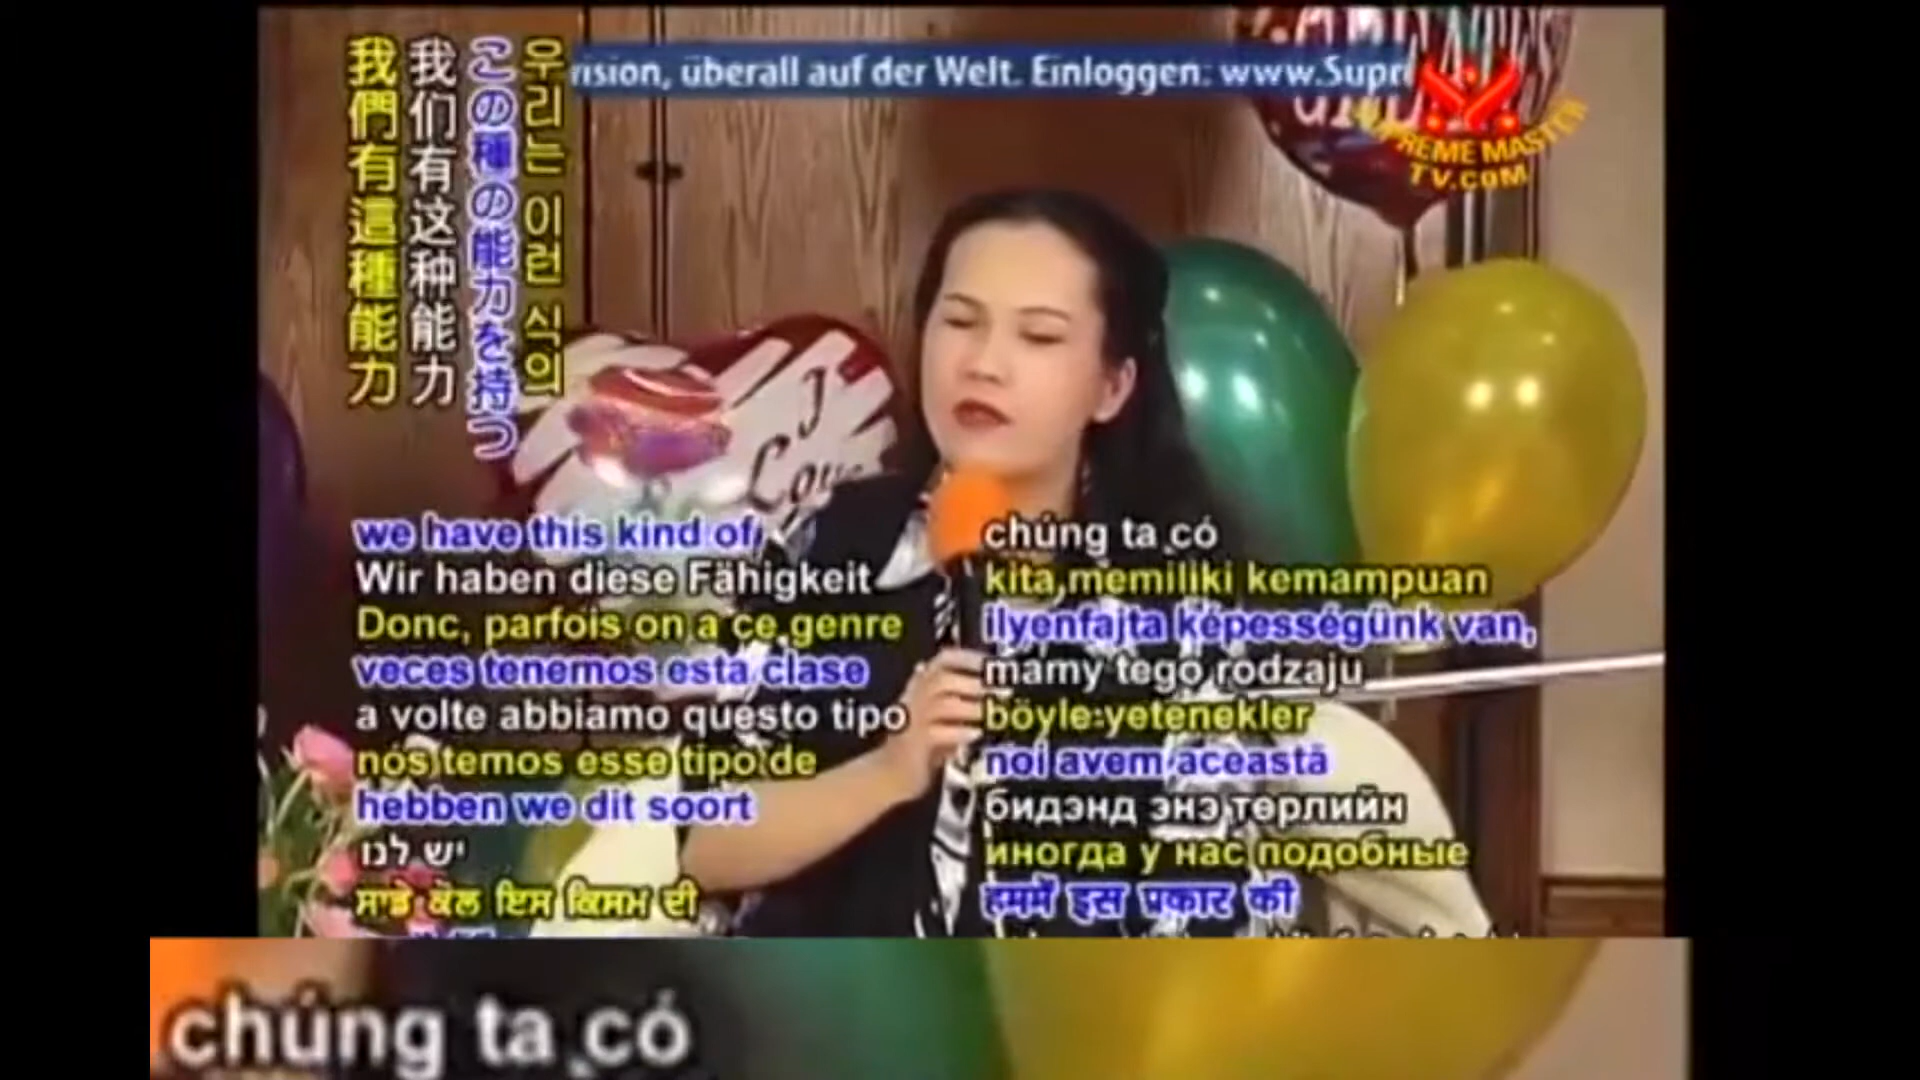 rision, überall auf der Welt. Einloggen: www.Supr
SUPREME MASTER
TV.COM
우리는 이런 식의
この種の能力を持つ
我们有这种能力
我們有這種能力
I
Love
we have this kind of
Wir haben diese Fähigkeit
Donc, parfois on a ce genre
veces tenemos esta clase
a volte abbiamo questo tipo
nós temos esse tipo de
hebben we dit soort
יש לנו
ਸਾਡੇ ਕੋਲ ਇਸ ਕਿਸਮ ਦੀ
chúng ta có
kita memiliki kemampuan
ilyenfajta képességünk van,
mamy tego rodzaju
böyle yetenekler
noi avem această
бидэнд энэ төрлийн
иногда у нас подобные
हममें इस प्रकार की
chúng ta có